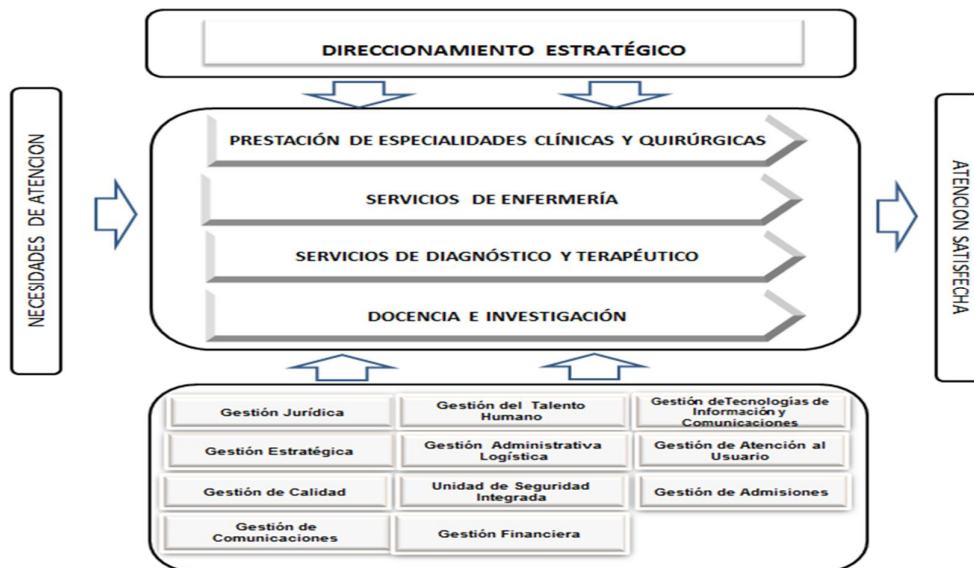 DIRECCIONAMIENTO ESTRATÉGICO
NECESIDADES DE ATENCION
PRESTACIÓN DE ESPECIALIDADES CLÍNICAS Y QUIRÚRGICAS
SERVICIOS DE ENFERMERÍA
SERVICIOS DE DIAGNÓSTICO Y TERAPÉUTICO
DOCENCIA E INVESTIGACIÓN
ATENCION SATISFECHA
Gestión Jurídica
Gestión del Talento
Humano
Gestión deTecnologías de
Información y
Comunicaciones
Gestión Estratégica
Gestión Administrativa
Logística
Gestión de Atención al
Usuario
Gestión de Calidad
Unidad de Seguridad
Integrada
Gestión de Admisiones
Gestión de
Comunicaciones
Gestión Financiera